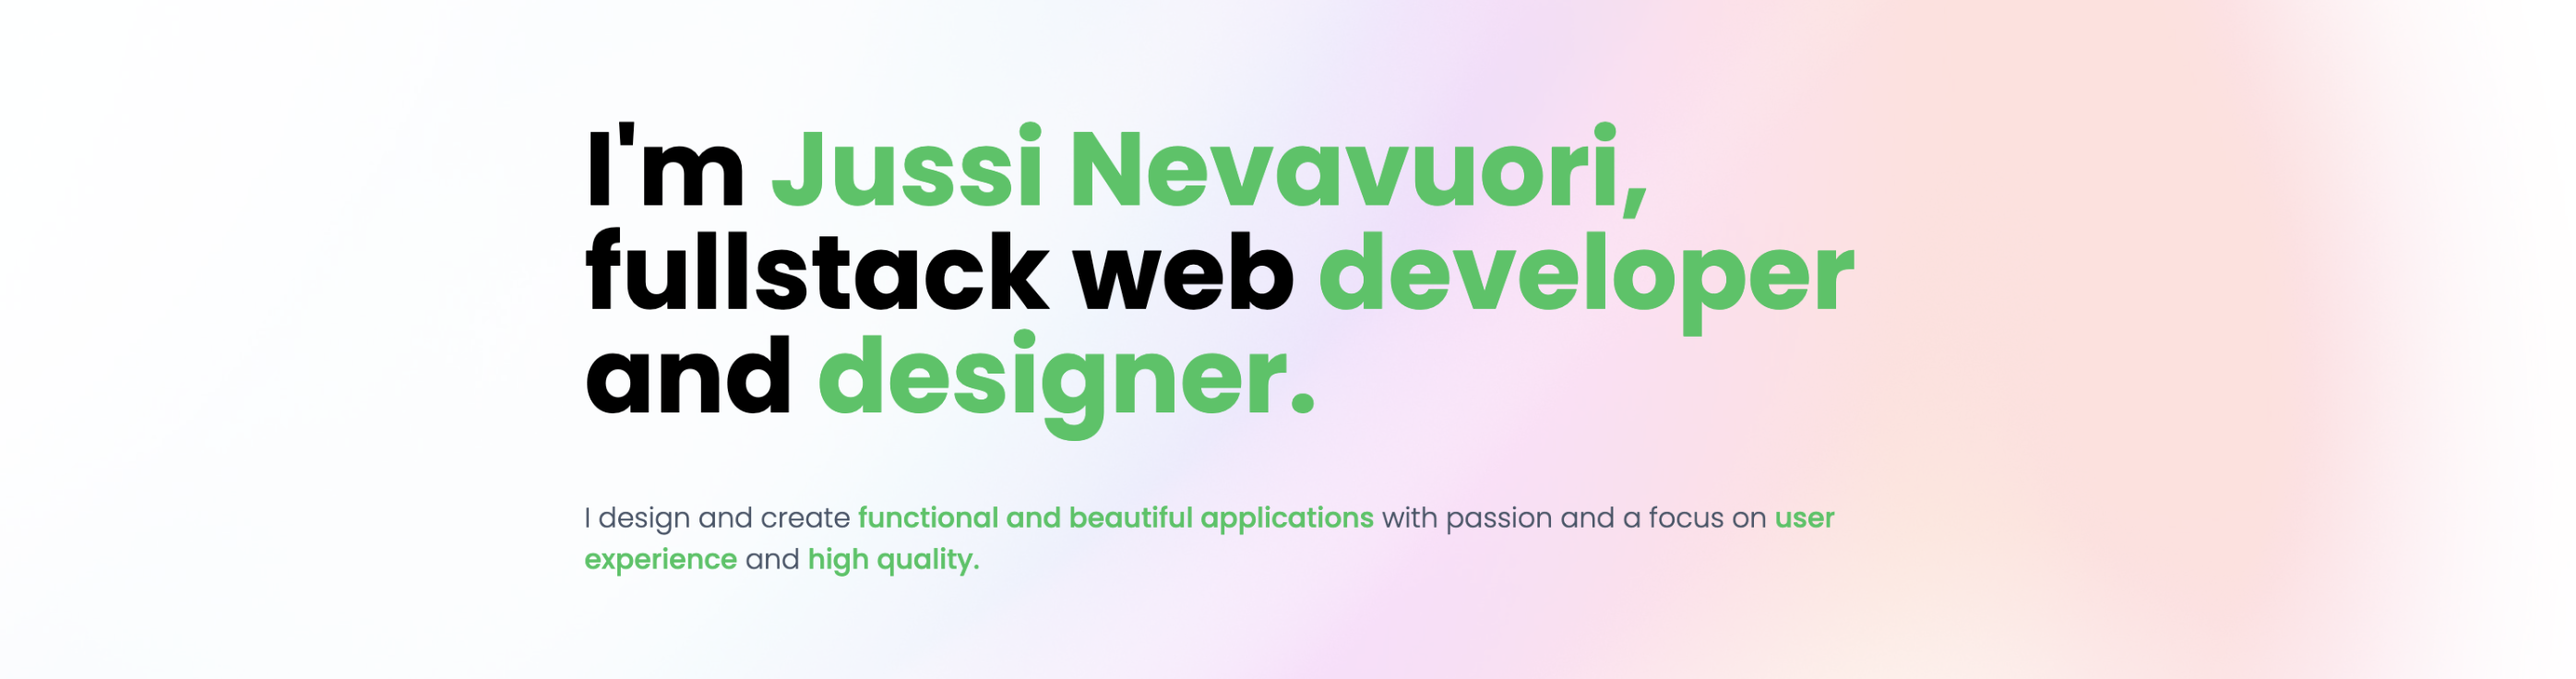 I'm Jussi Nevavuori,
fullstack web developer
and designer.
I design and create functional and beautiful applications with passion and a focus on user
experience and high quality.